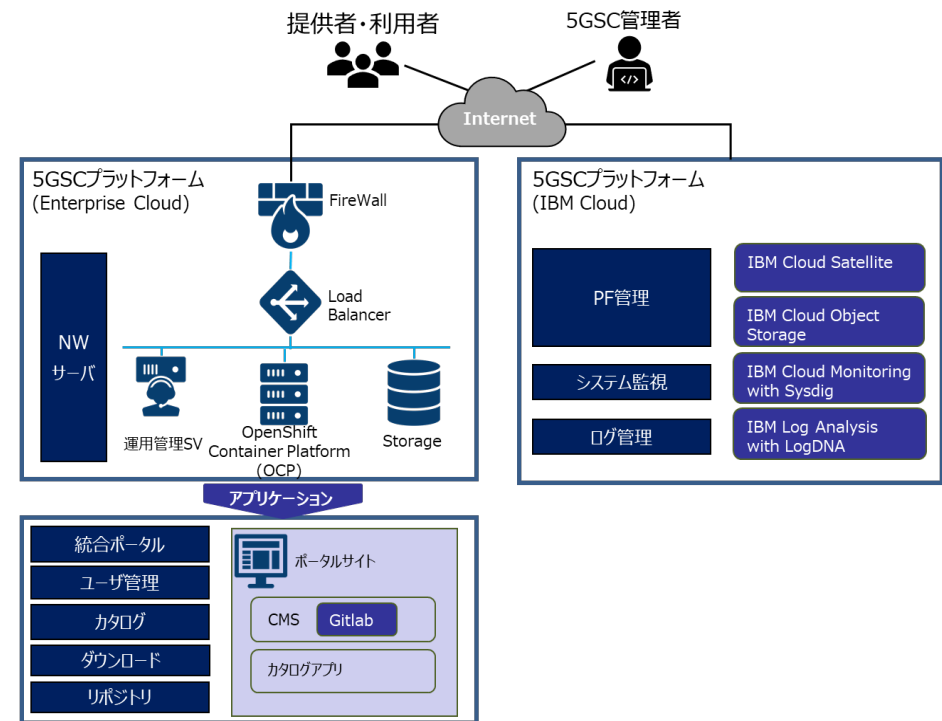 提供者・利用者
5GSC管理者
Internet
5GSCプラットフォーム
(Enterprise Cloud)
FireWall
Load
Balancer
NW
サーバ
運用管理SV
OpenShift
Container Platform
(OCP)
Storage
5GSCプラットフォーム
(IBM Cloud)
PF管理
IBM Cloud Satellite
IBM Cloud Object
Storage
システム監視
IBM Cloud Monitoring
with Sysdig
ログ管理
IBM Log Analysis
with LogDNA
アプリケーション
統合ポータル
ユーザ管理
カタログ
ダウンロード
リポジトリ
ポータルサイト
CMS
Gitlab
カタログアプリ